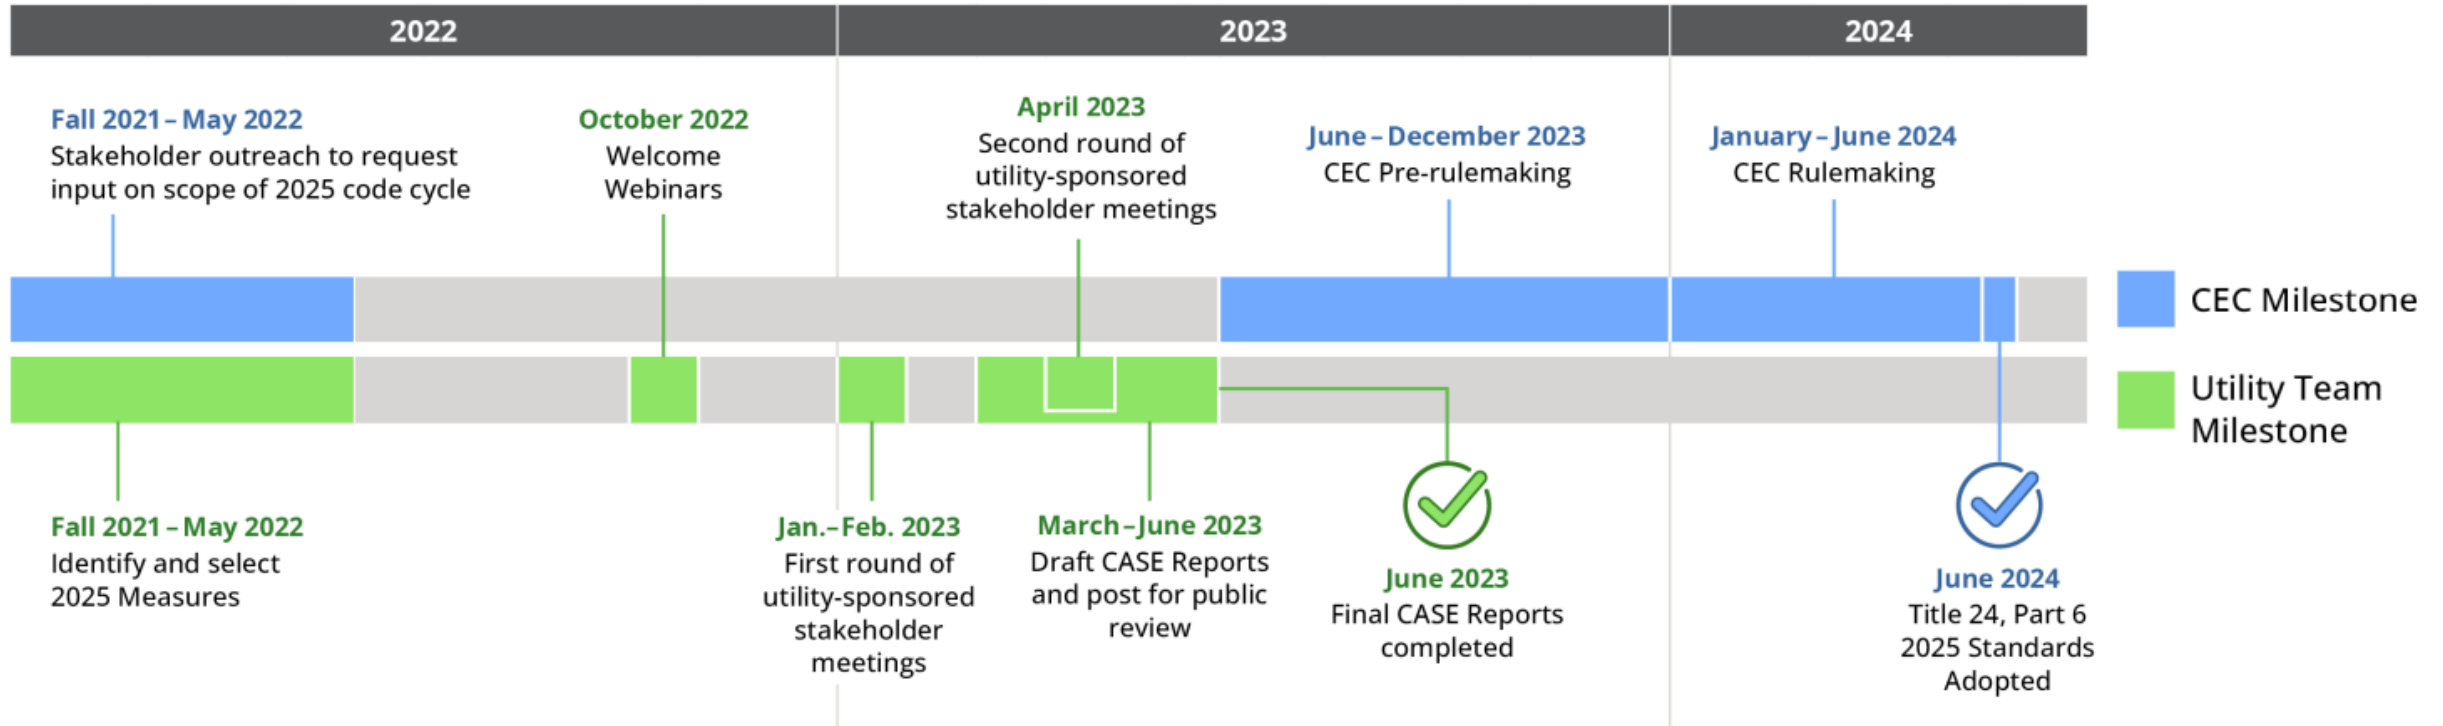 2022
2023
2024
Fall 2021–May 2022
Stakeholder outreach to request
input on scope of 2025 code cycle
October 2022
Welcome
Webinars
April 2023
Second round of
utility-sponsored
stakeholder meetings
June–December 2023
CEC Pre-rulemaking
January–June 2024
CEC Rulemaking
CEC Milestone
Utility Team
Milestone
Fall 2021–May 2022
Identify and select
2025 Measures
Jan.–Feb. 2023
First round of
utility-sponsored
stakeholder
meetings
March–June 2023
Draft CASE Reports
and post for public
review
June 2023
Final CASE Reports
completed
June 2024
Title 24, Part 6
2025 Standards
Adopted